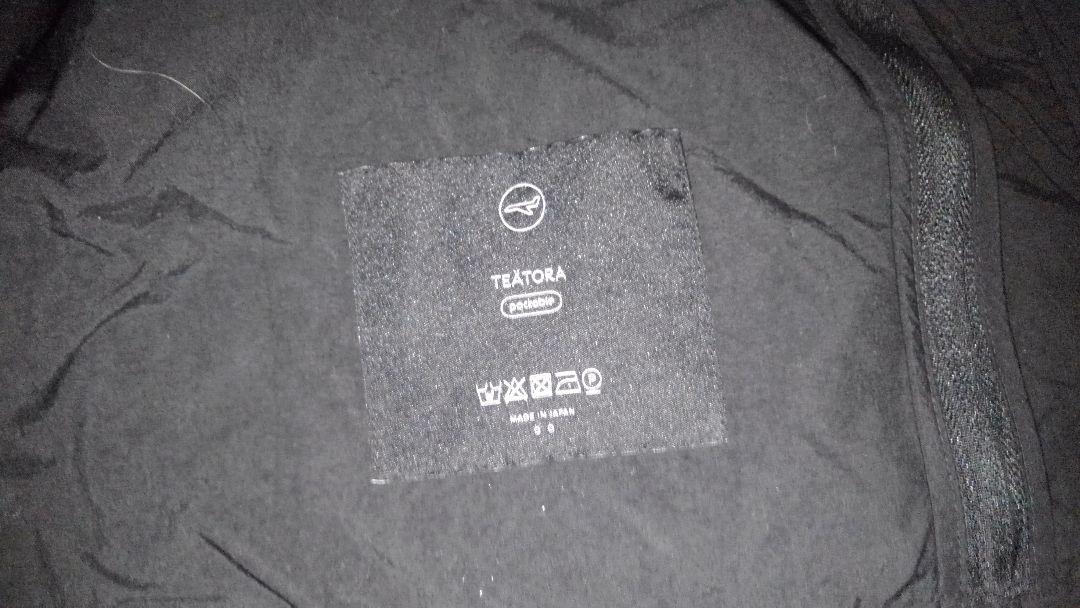 TEÄTORA
packable
P
MADE IN JAPAN